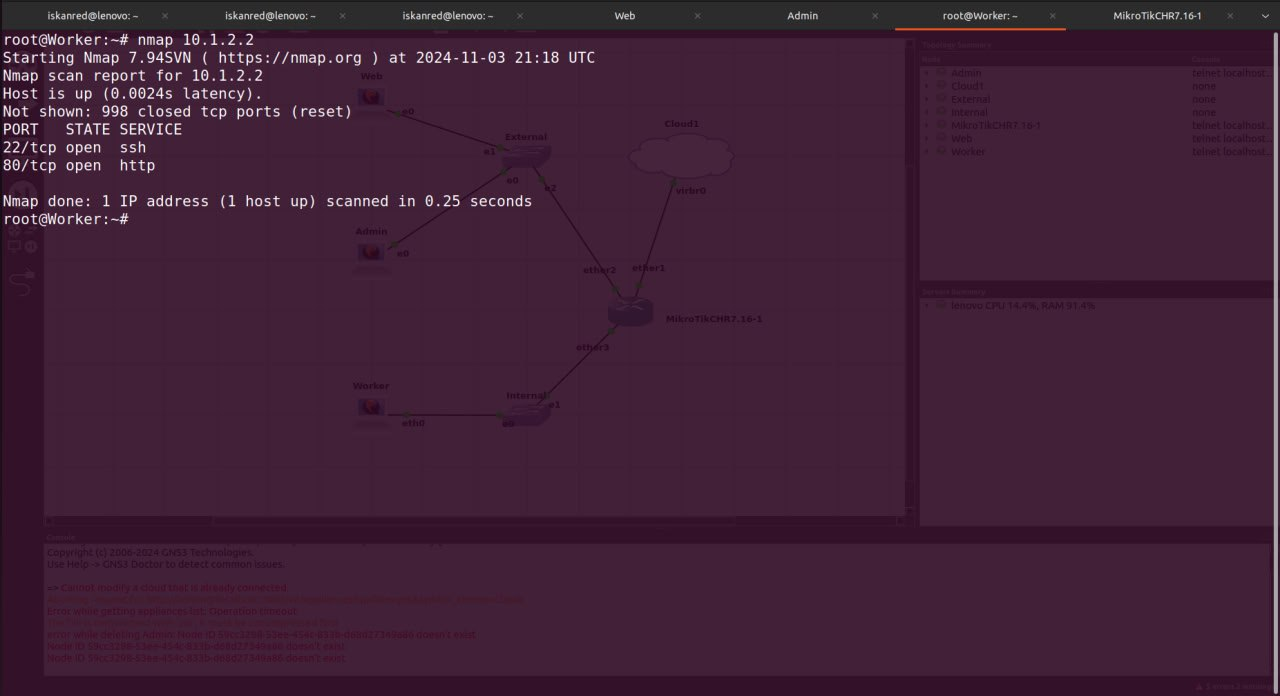 iskanred@lenovo: ~ × iskanred@lenovo: ~ × iskanred@lenovo: ~ × Web × Admin × root@Worker: ~ × MikroTikCHR7.16-1 ×
root@Worker:~# nmap 10.1.2.2
Starting Nmap 7.94SVN ( https://nmap.org ) at 2024-11-03 21:18 UTC
Nmap scan report for 10.1.2.2
Host is up (0.0024s latency).
Not shown: 998 closed tcp ports (reset)
PORT   STATE SERVICE
22/tcp open  ssh
80/tcp open  http
Nmap done: 1 IP address (1 host up) scanned in 0.25 seconds
root@Worker:~#
Web
e0
External
e1
e0
e2
Cloud1
virbr0
Admin
e0
ether2
ether1
MikroTikCHR7.16-1
ether3
Worker
eth0
Internal
e1
e0
Topology Summary
Node Console
Admin telnet localhost...
Cloud1 none
External none
Internal none
MikroTikCHR7.16-1 telnet localhost...
Web telnet localhost...
Worker telnet localhost...
Servers Summary
lenovo CPU 14.4%, RAM 91.4%
Console
Copyright (c) 2006-2024 GNS3 Technologies.
Use Help -> GNS3 Doctor to detect common issues.
=> Cannot modify a cloud that is already connected
Error while getting appliances list: Operation timeout
error while deleting Admin: Node ID 59cc3298-53ee-454c-833b-d68d27349a86 doesn't exist
Node ID 59cc3298-53ee-454c-833b-d68d27349a86 doesn't exist
Node ID 59cc3298-53ee-454c-833b-d68d27349a86 doesn't exist